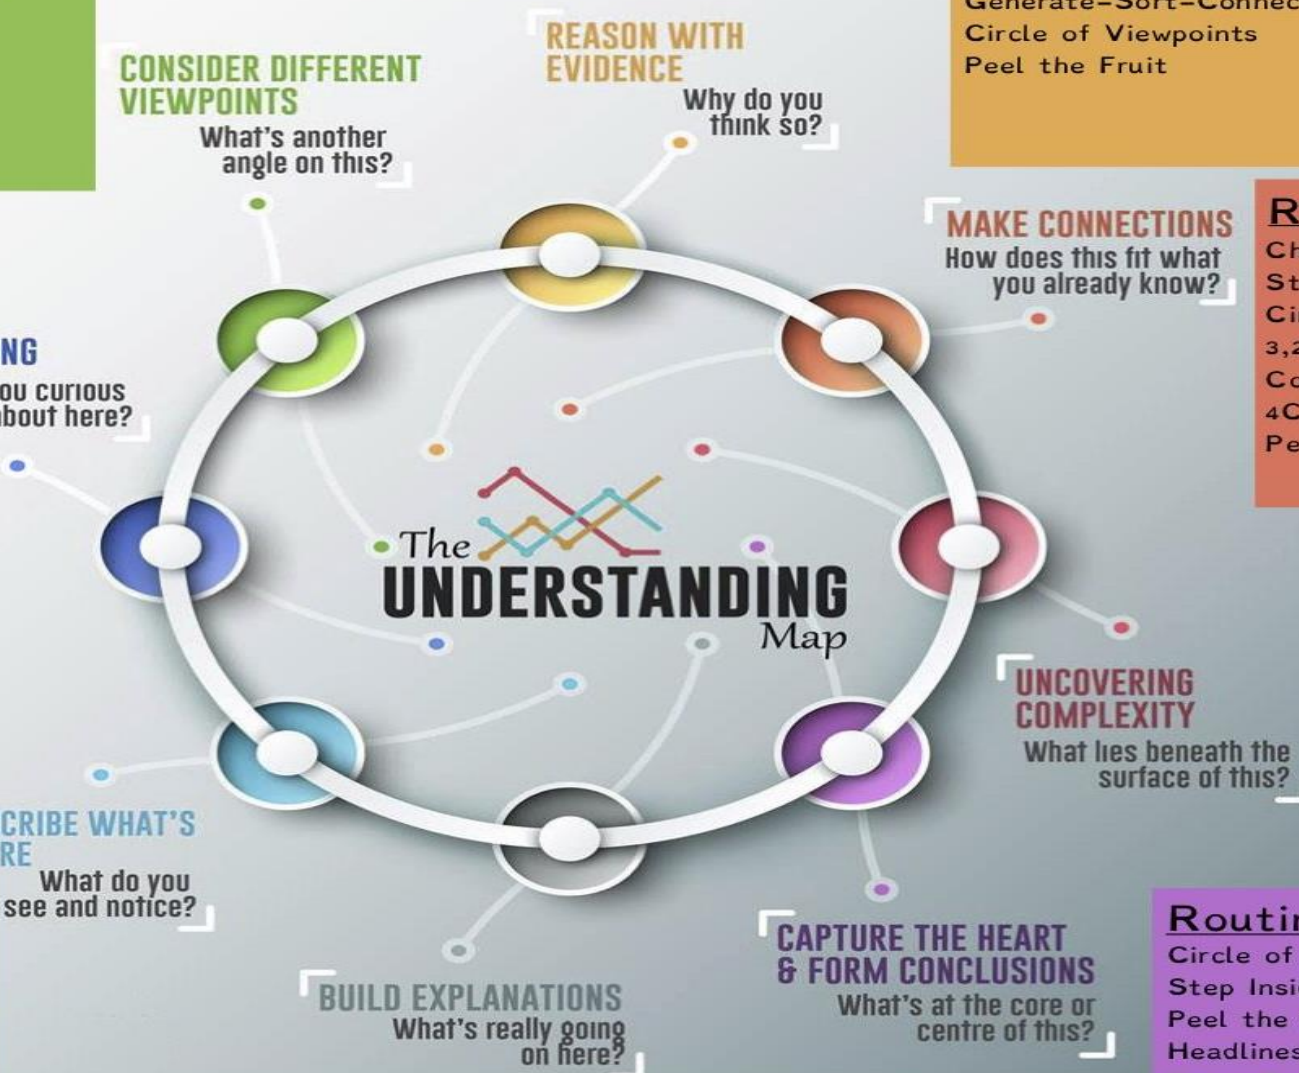 Circle of Viewpoints
Peel the Fruit
REASON WITH
EVIDENCE
Why do you
think so?
CONSIDER DIFFERENT
VIEWPOINTS
What's another
angle on this?
MAKE CONNECTIONS
How does this fit what
you already know?
R
Ch
St
Ci
3,2
Co
4C
Pe
NG
ou curious
bout here?
The
UNDERSTANDING
Map
UNCOVERING
COMPLEXITY
What lies beneath the
surface of this?
CRIBE WHAT'S
RE
What do you
see and notice?
CAPTURE THE HEART
& FORM CONCLUSIONS
What's at the core or
centre of this?
BUILD EXPLANATIONS
What's really going
on here?
Routin
Circle of
Step Insi
Peel the
Headlines